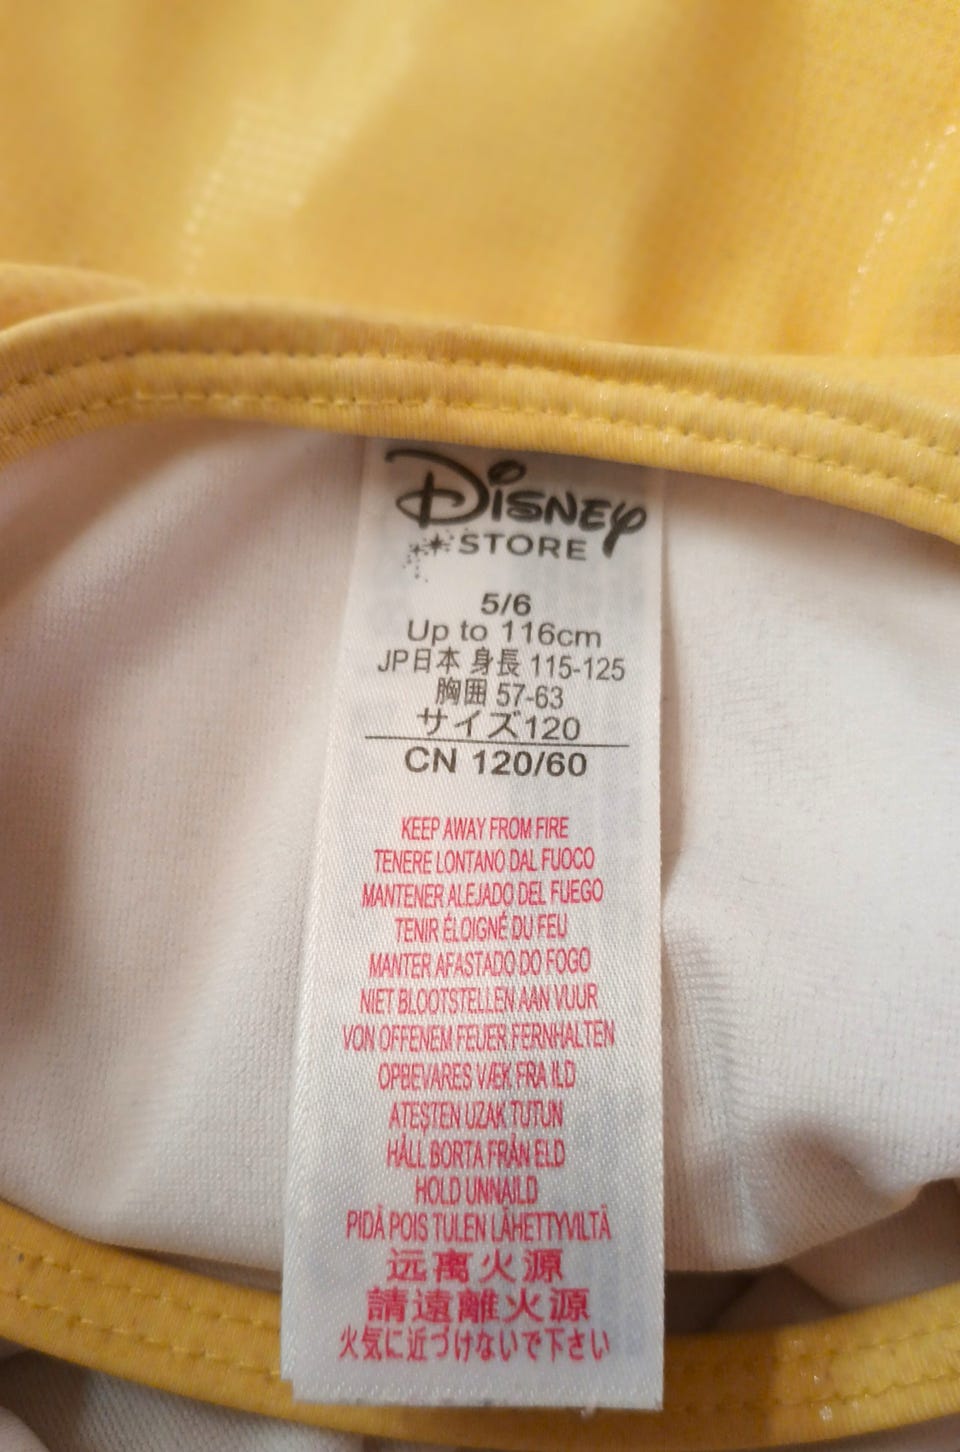 Disney
STORE
5/6
Up to 116cm
JP日本 身長 115-125
胸囲 57-63
サイズ120
CN 120/60
KEEP AWAY FROM FIRE
TENERE LONTANO DAL FUOCO
MANTENER ALEJADO DEL FUEGO
TENIR ÉLOIGNÉ DU FEU
MANTER AFASTADO DO FOGO
NIET BLOOTSTELLEN AAN VUUR
VON OFFENEM FEUER FERNHALTEN
OPBEVARES VÆK FRA ILD
ATEŞTEN UZAK TUTUN
HÅLL BORTA FRÅN ELD
HOLD UNNA ILD
PIDÄ POIS TULEN LÄHETTYVILTÄ
远离火源
請遠離火源
火気に近づけないで下さい